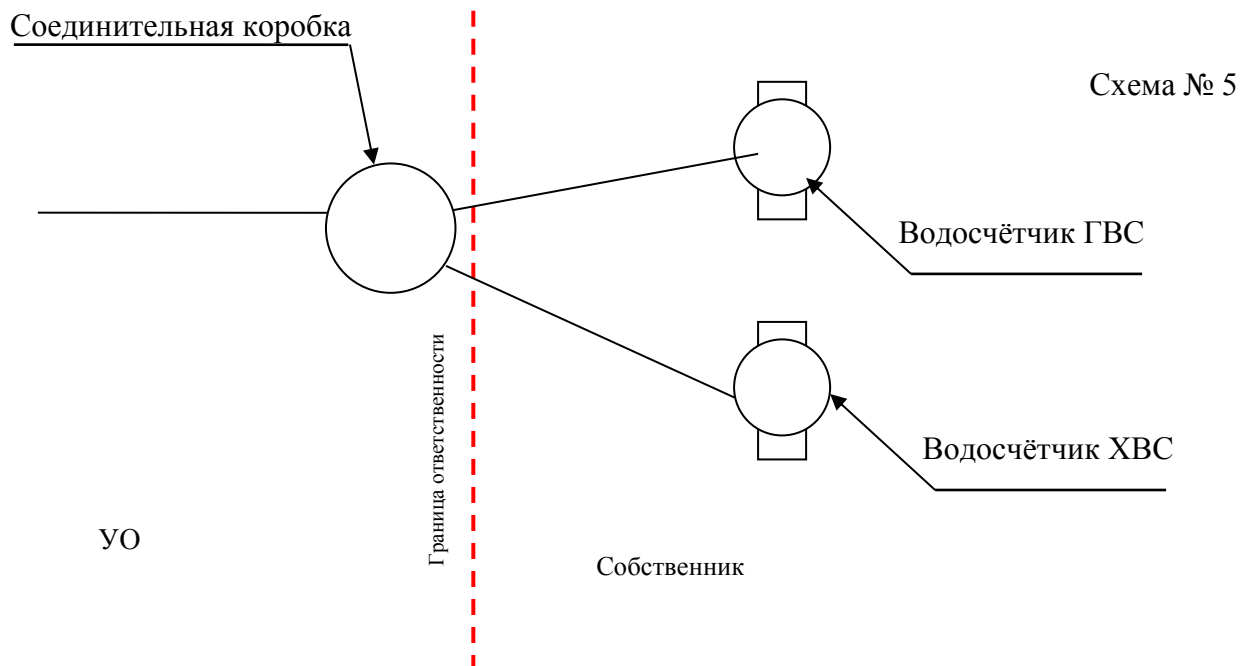 Соединительная коробка
Схема № 5
Водосчётчик ГВС
Водосчётчик ХВС
Граница ответственности
УО
Собственник